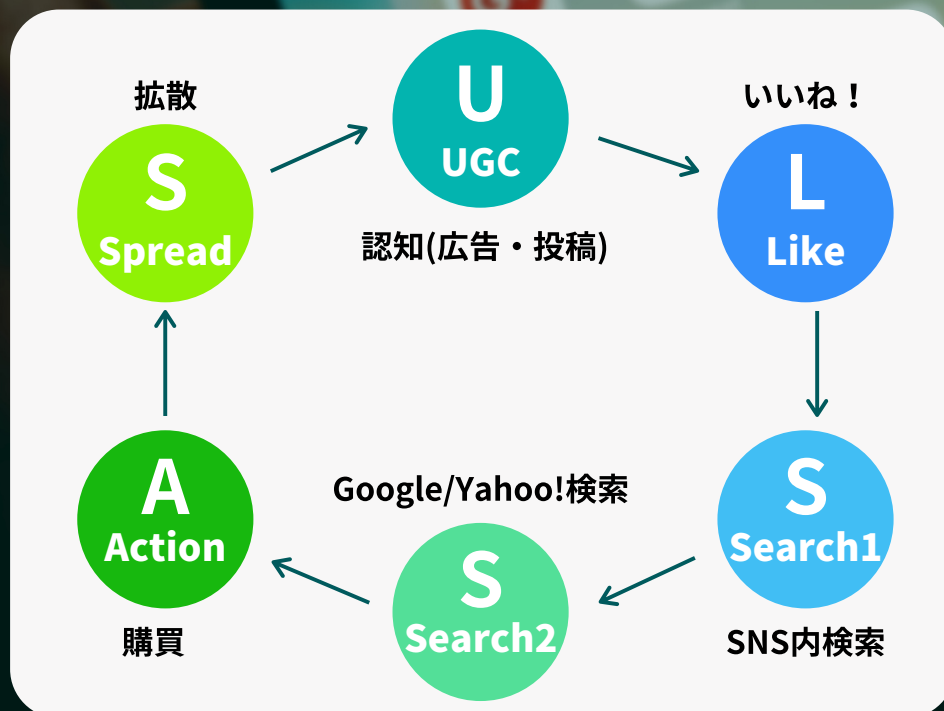 U
UGC
認知(広告・投稿)
いいね！
L
Like
S
Search1
SNS内検索
Google/Yahoo!検索
S
Search2
A
Action
購買
拡散
S
Spread